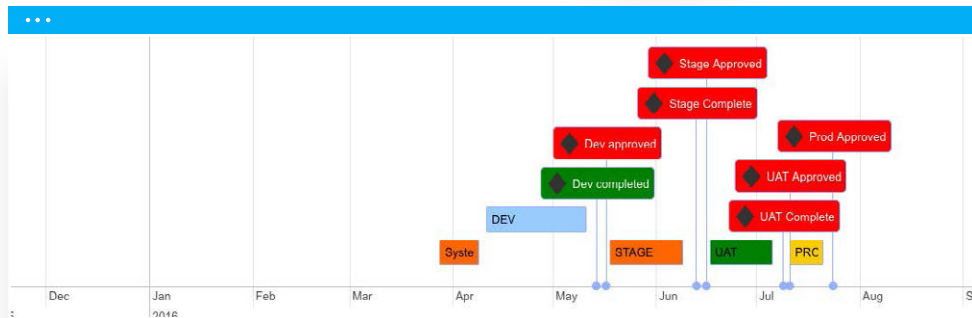 Stage Approved
Stage Complete
Dev approved
Prod Approved
Dev completed
UAT Approved
UAT Complete
DEV
Syste
STAGE
UAT
PRC
Dec Jan Feb Mar Apr May Jun Jul Aug S
2016